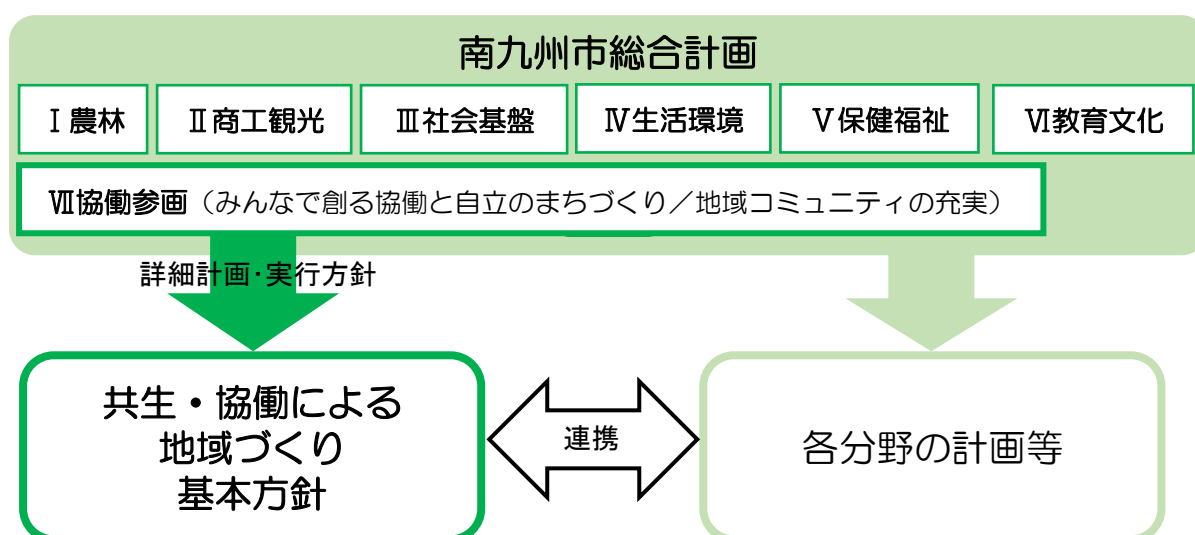 南九州市総合計画
Ⅰ農林
Ⅱ商工観光
Ⅲ社会基盤
Ⅳ生活環境
Ⅴ保健福祉
Ⅵ教育文化
Ⅶ協働参画（みんなで創る協働と自立のまちづくり／地域コミュニティの充実）
詳細計画･実行方針
共生・協働による
地域づくり
基本方針
連携
各分野の計画等